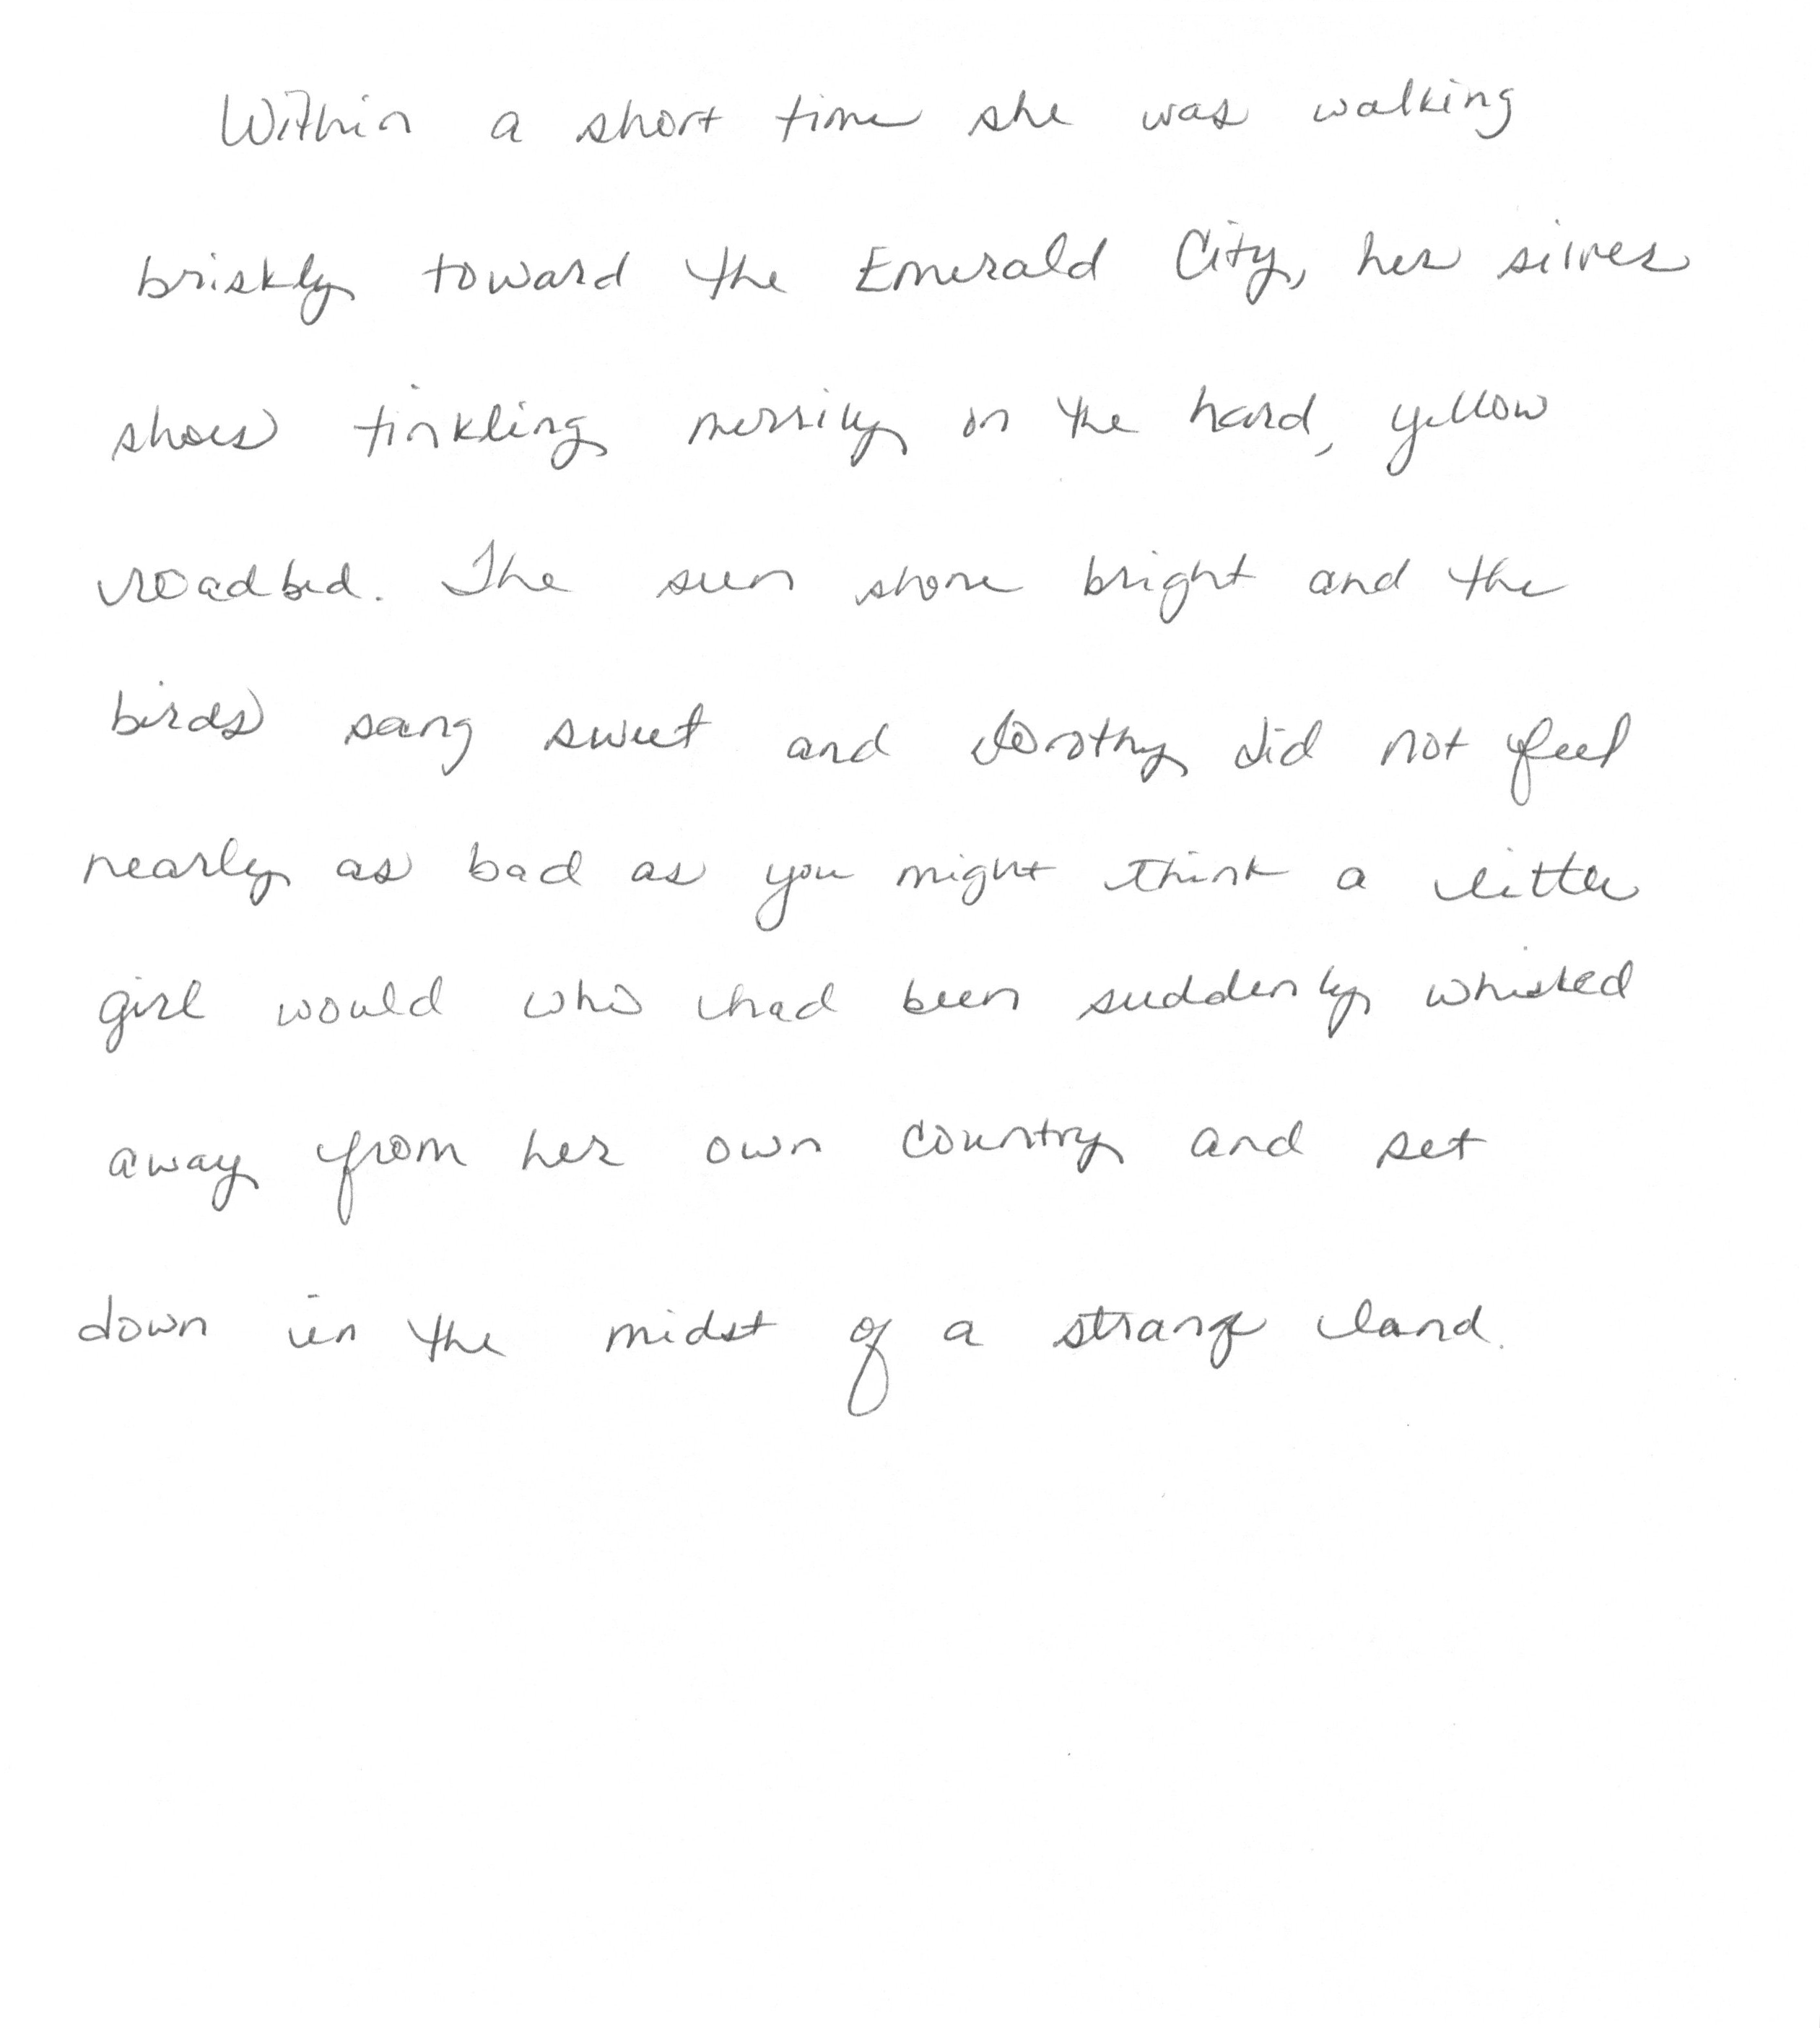 Within a short time she was walking
briskly toward the Emerald City, her silver
shoes tinkling merrily on the hard, yellow
roadbed. The sun shone bright and the
birds sang sweet and Dorothy did not feel
nearly as bad as you might think a little
girl would who had been suddenly whisked
away from her own country and set
down in the midst of a strange land.